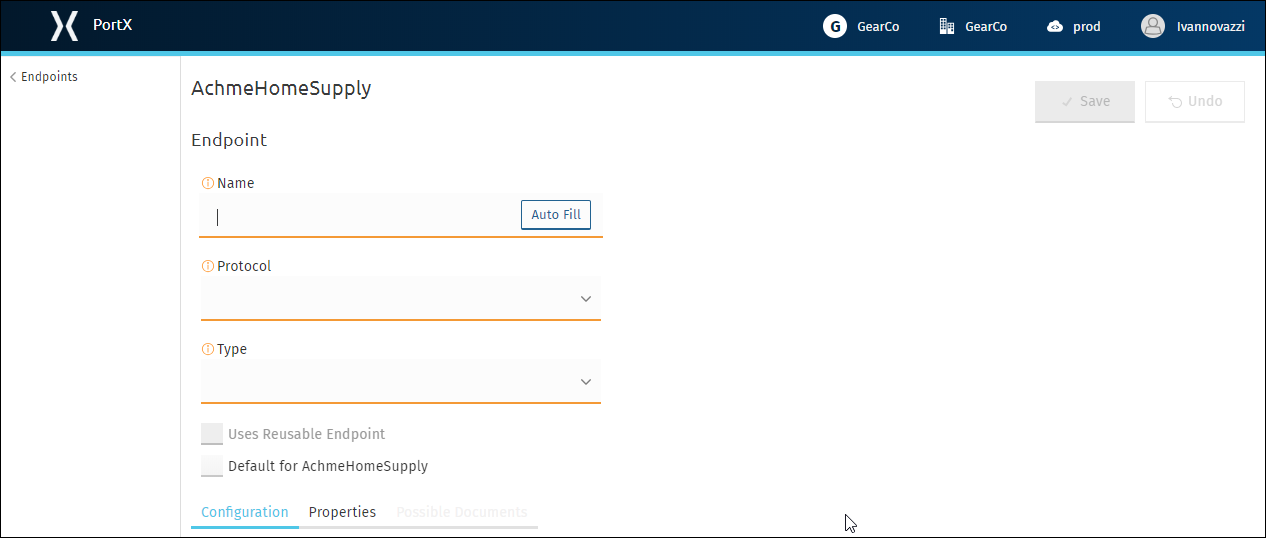 PortX
G GearCo GearCo prod Ivannovazzi
Endpoints
AchmeHomeSupply
Save Undo
Endpoint
Name
Auto Fill
Protocol
Type
Uses Reusable Endpoint
Default for AchmeHomeSupply
Configuration Properties Possible Documents